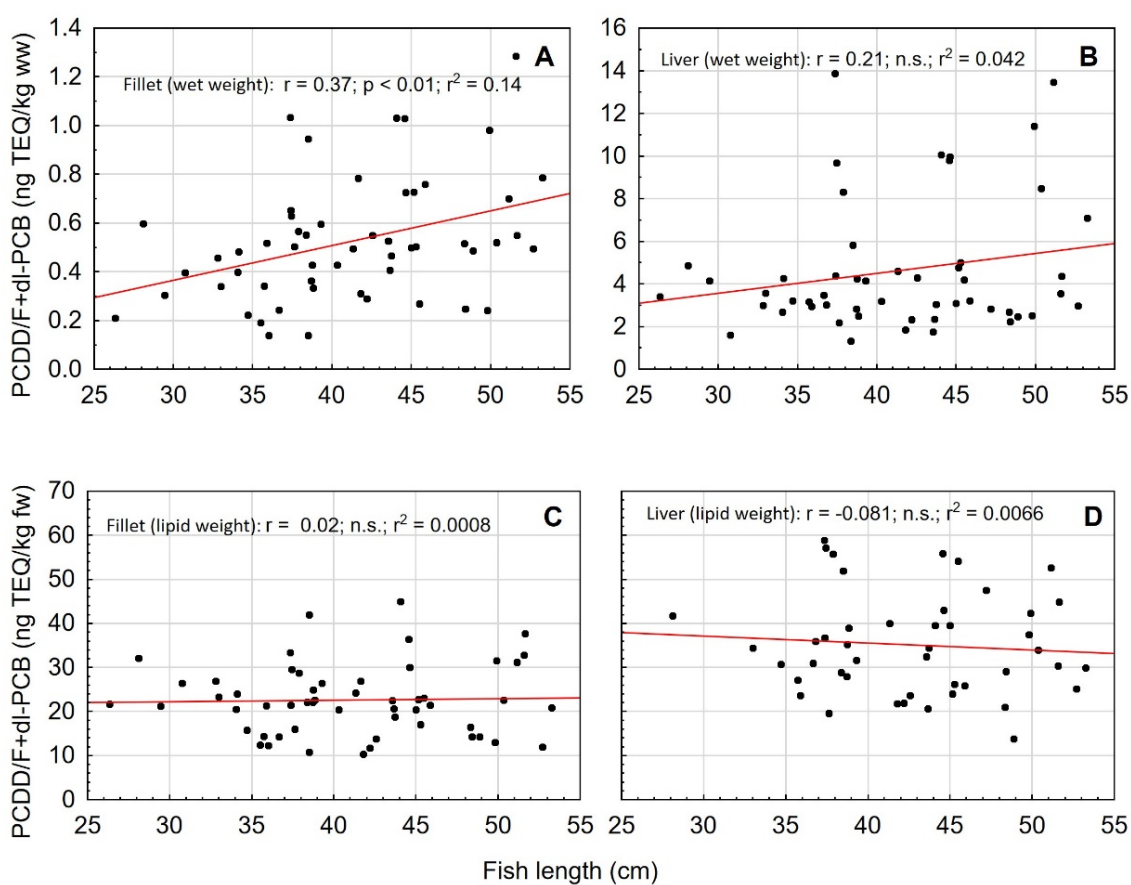 PCDD/F+dl-PCB (ng TEQ/kg ww)
1.4
1.2
1.0
0.8
0.6
0.4
0.2
0.0
A
Fillet (wet weight): r = 0.37; p < 0.01; r² = 0.14
25 30 35 40 45 50 55
16
14
12
10
8
6
4
2
0
B
Liver (wet weight): r = 0.21; n.s.; r² = 0.042
25 30 35 40 45 50 55
PCDD/F+dl-PCB (ng TEQ/kg fw)
70
60
50
40
30
20
10
0
C
Fillet (lipid weight): r = 0.02; n.s.; r² = 0.0008
25 30 35 40 45 50 55
Liver (lipid weight): r = -0.081; n.s.; r² = 0.0066
D
25 30 35 40 45 50 55
Fish length (cm)